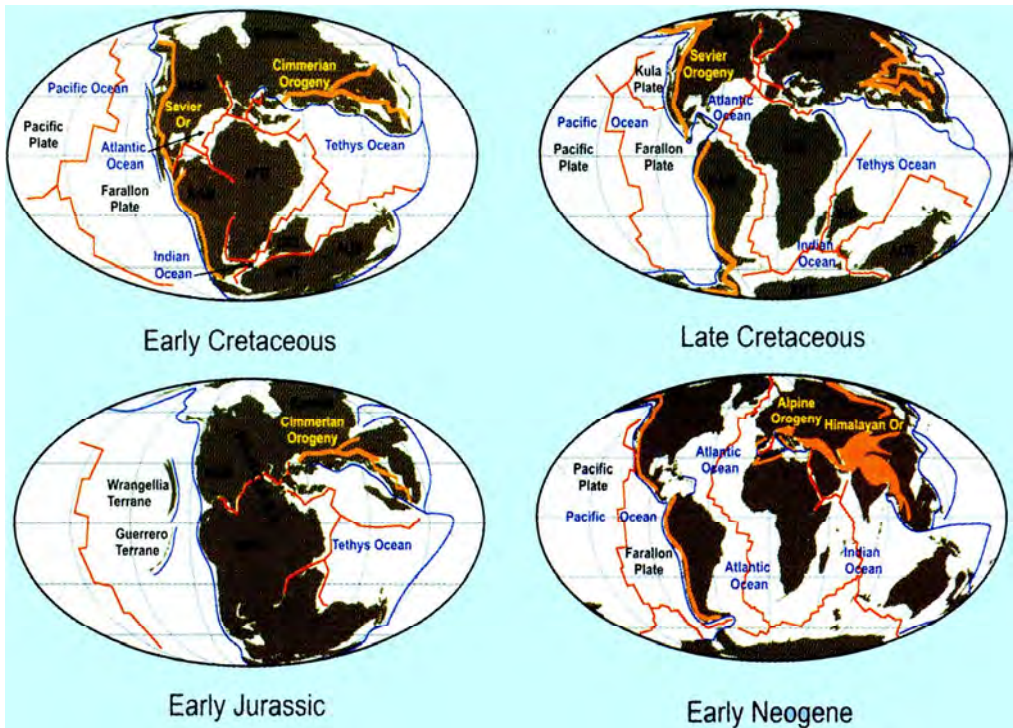 Cimmerian
Orogeny
Pacific Ocean
Sevier
Or
Pacific
Plate
Atlantic
Ocean
Tethys Ocean
Farallon
Plate
Indian
Ocean
Early Cretaceous
Sevier
Orogeny
Kula
Plate
Atlantic
Ocean
Pacific Ocean
Pacific
Plate
Farallon
Plate
Tethys Ocean
Indian
Ocean
Late Cretaceous
Cimmerian
Orogeny
Wrangellia
Terrane
Guerrero
Terrane
Tethys Ocean
Early Jurassic
Alpine
Orogeny
Himalayan Or
Atlantic
Ocean
Pacific
Plate
Pacific Ocean
Farallon
Plate
Atlantic
Ocean
Indian
Ocean
Early Neogene